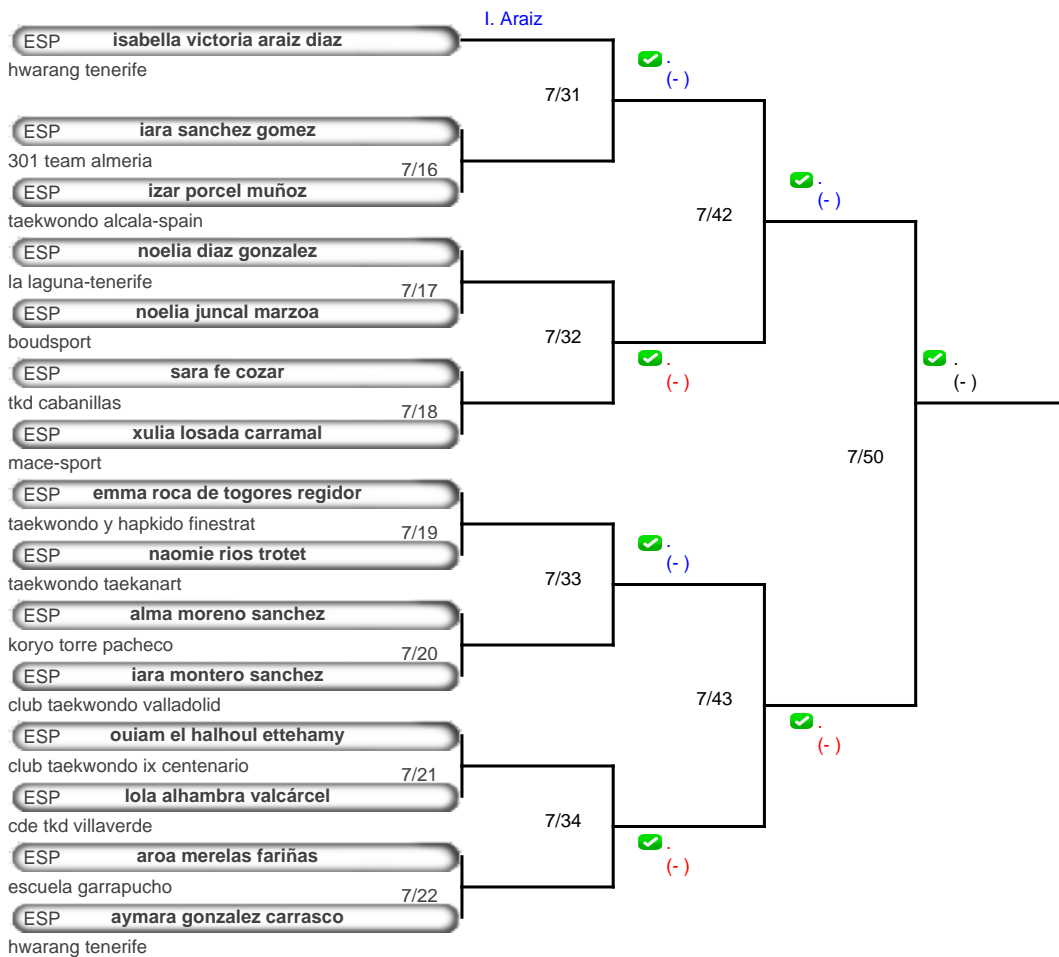 I. Araiz
ESP isabella victoria araiz diaz
hwarang tenerife
.
(- )
7/31
ESP iara sanchez gomez
301 team almeria
7/16
ESP izar porcel muñoz
taekwondo alcala-spain
.
(- )
7/42
ESP noelia diaz gonzalez
la laguna-tenerife
7/17
ESP noelia juncal marzoa
boudsport
7/32
.
(- )
.
(- )
ESP sara fe cozar
tkd cabanillas
7/18
ESP xulia losada carramal
mace-sport
7/50
ESP emma roca de togores regidor
taekwondo y hapkido finestrat
7/19
ESP naomie rios trotet
taekwondo taekanart
.
(- )
7/33
ESP alma moreno sanchez
koryo torre pacheco
7/20
ESP iara montero sanchez
club taekwondo valladolid
7/43
.
(- )
ESP ouiam el halhoul ettehamy
club taekwondo ix centenario
7/21
ESP lola alhambra valcárcel
cde tkd villaverde
7/34
.
(- )
ESP aroa merelas fariñas
escuela garrapucho
7/22
ESP aymara gonzalez carrasco
hwarang tenerife